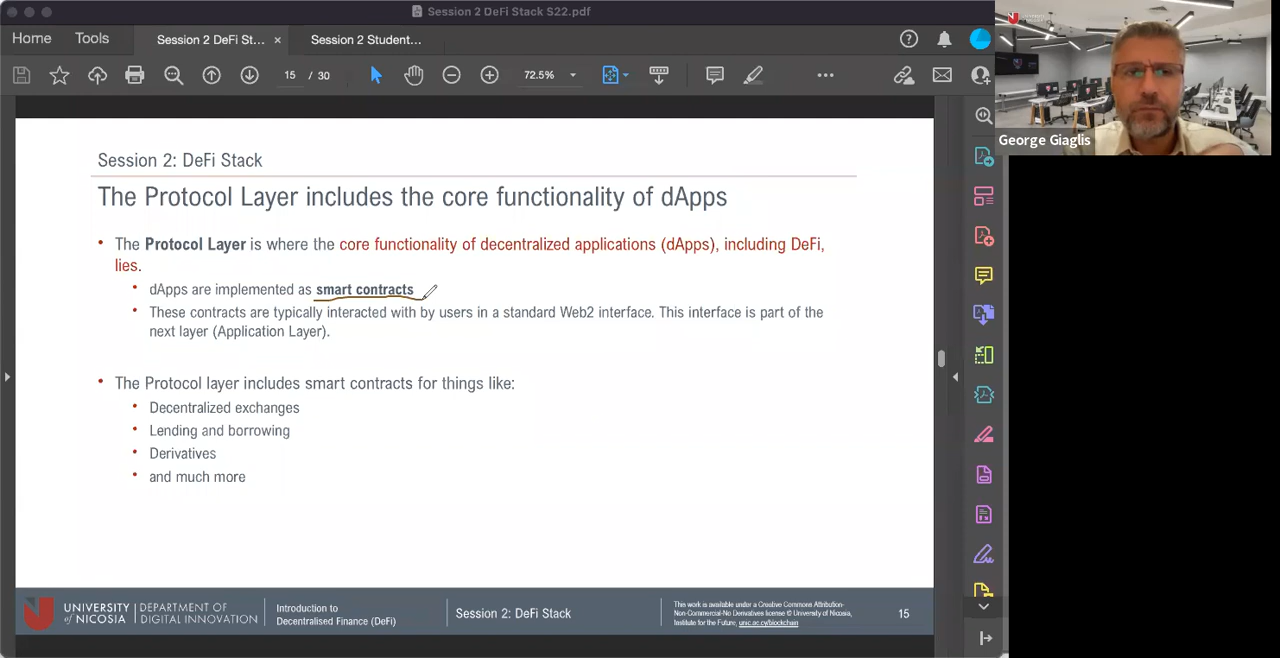 Session 2 DeFi Stack S22.pdf
Home Tools Session 2 DeFi St... × Session 2 Student...
15 / 30 72.5%
George Giaglis
Session 2: DeFi Stack
The Protocol Layer includes the core functionality of dApps
• The Protocol Layer is where the core functionality of decentralized applications (dApps), including DeFi,
lies.
• dApps are implemented as smart contracts
• These contracts are typically interacted with by users in a standard Web2 interface. This interface is part of the
next layer (Application Layer).
• The Protocol layer includes smart contracts for things like:
• Decentralized exchanges
• Lending and borrowing
• Derivatives
• and much more
UNIVERSITY
of NICOSIA
DEPARTMENT OF
DIGITAL INNOVATION
Introduction to
Decentralised Finance (DeFi)
Session 2: DeFi Stack
This work is available under a Creative Commons Attribution-
Non-Commercial-No Derivatives license © University of Nicosia,
Institute for the Future, unic.ac.cy/blockchain
15